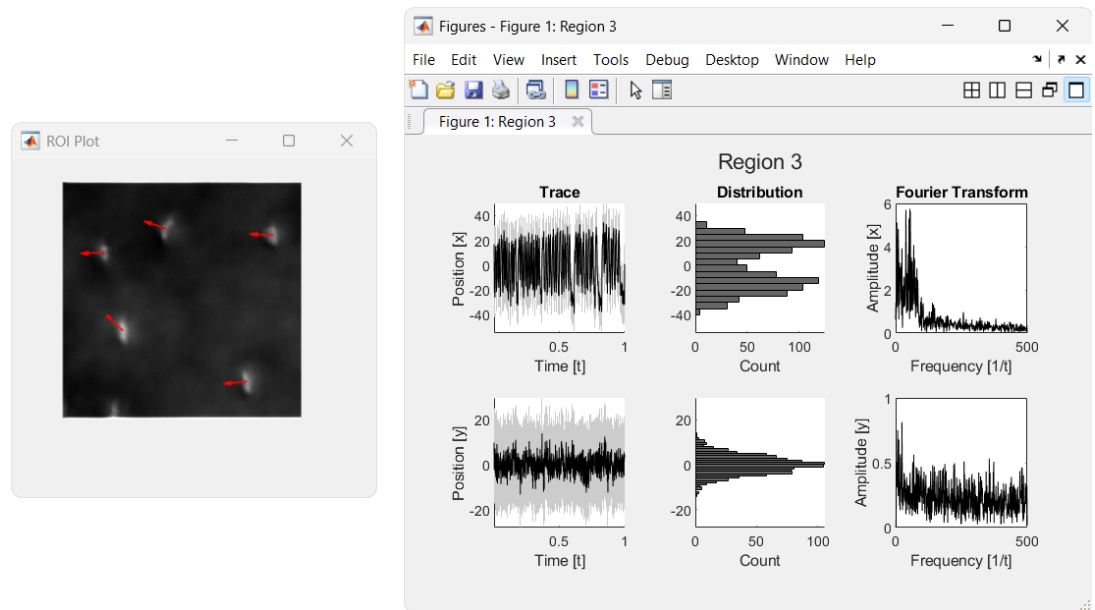 ROI Plot
Figures - Figure 1: Region 3
File Edit View Insert Tools Debug Desktop Window Help
Figure 1: Region 3
Region 3
Trace
Position [x]
40
20
0
-20
-40
0.5 1
Time [t]
Distribution
40
20
0
-20
-40
0 50 100
Count
Fourier Transform
Amplitude [x]
6
4
2
0
0 500
Frequency [1/t]
Position [y]
20
0
-20
0.5 1
Time [t]
20
0
-20
0 50 100
Count
Amplitude [y]
1
0.5
0
0 500
Frequency [1/t]